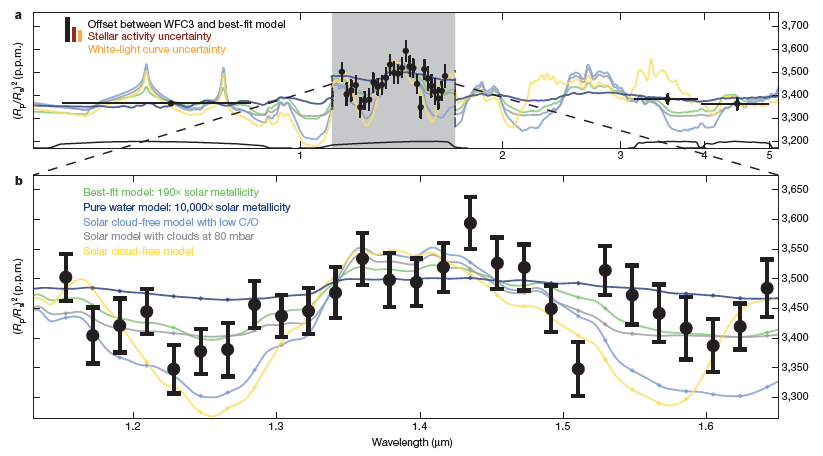 a
Offset between WFC3 and best-fit model
Stellar activity uncertainty
White-light curve uncertainty
(Rp/R*)² (p.p.m.)
3,700
3,600
3,500
3,400
3,300
3,200
1 2 3 4 5
b
Best-fit model: 190× solar metallicity
Pure water model: 10,000× solar metallicity
Solar cloud-free model with low C/O
Solar model with clouds at 80 mbar
Solar cloud-free model
(Rp/R*)² (p.p.m.)
3,650
3,600
3,550
3,500
3,450
3,400
3,350
3,300
1.2 1.3 1.4 1.5 1.6
Wavelength (μm)